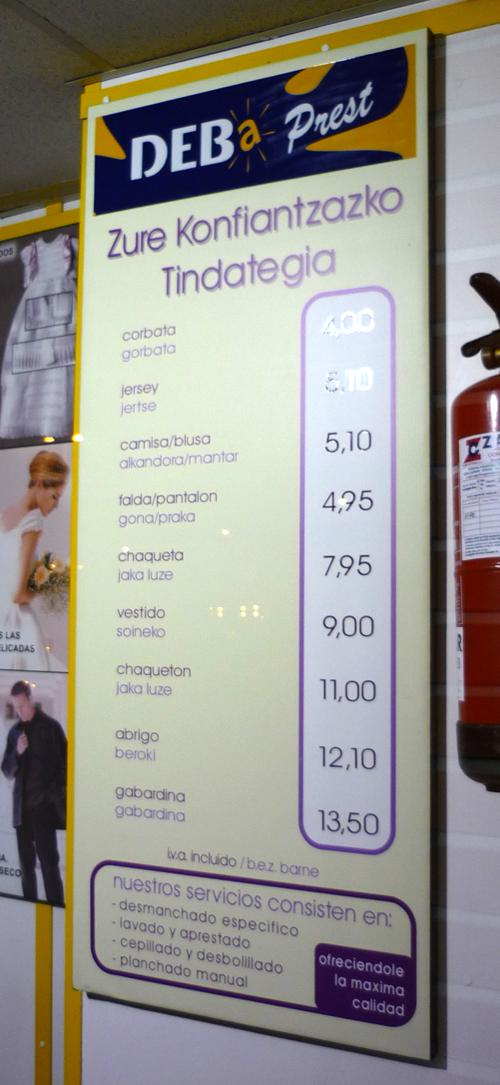 DEBa Prest
Zure Konfiantzazko
Tindategia
corbata
gorbata
4,00
jersey
jertse
5,10
camisa/blusa
alkandora/mantar
5,10
falda/pantalon
gona/praka
4,95
chaqueta
jaka luze
7,95
vestido
soineko
9,00
chaqueton
jaka luze
11,00
abrigo
beroki
12,10
gabardina
gabardina
13,50
i.v.a. incluido / b.e.z. barne
nuestros servicios consisten en:
- desmanchado especifico
- lavado y aprestado
- cepillado y desbolillado
- planchado manual
ofreciendole
la maxima
calidad
S LAS
ELICADAS
SECO